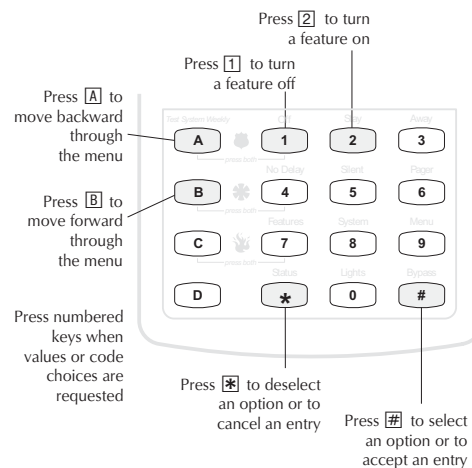 Press 2 to turn
a feature on
Press 1 to turn
a feature off
Press A to
move backward
through
the menu
Press B to
move forward
through
the menu
Press numbered
keys when
values or code
choices are
requested
Test System Weekly Off Stay Away
A 1 2 3
press both
No Delay Silent Pager
B 4 5 6
press both
Features System Menu
C 7 8 9
press both
Status Lights Bypass
D * 0 #
Press * to deselect
an option or to
cancel an entry
Press # to select
an option or to
accept an entry